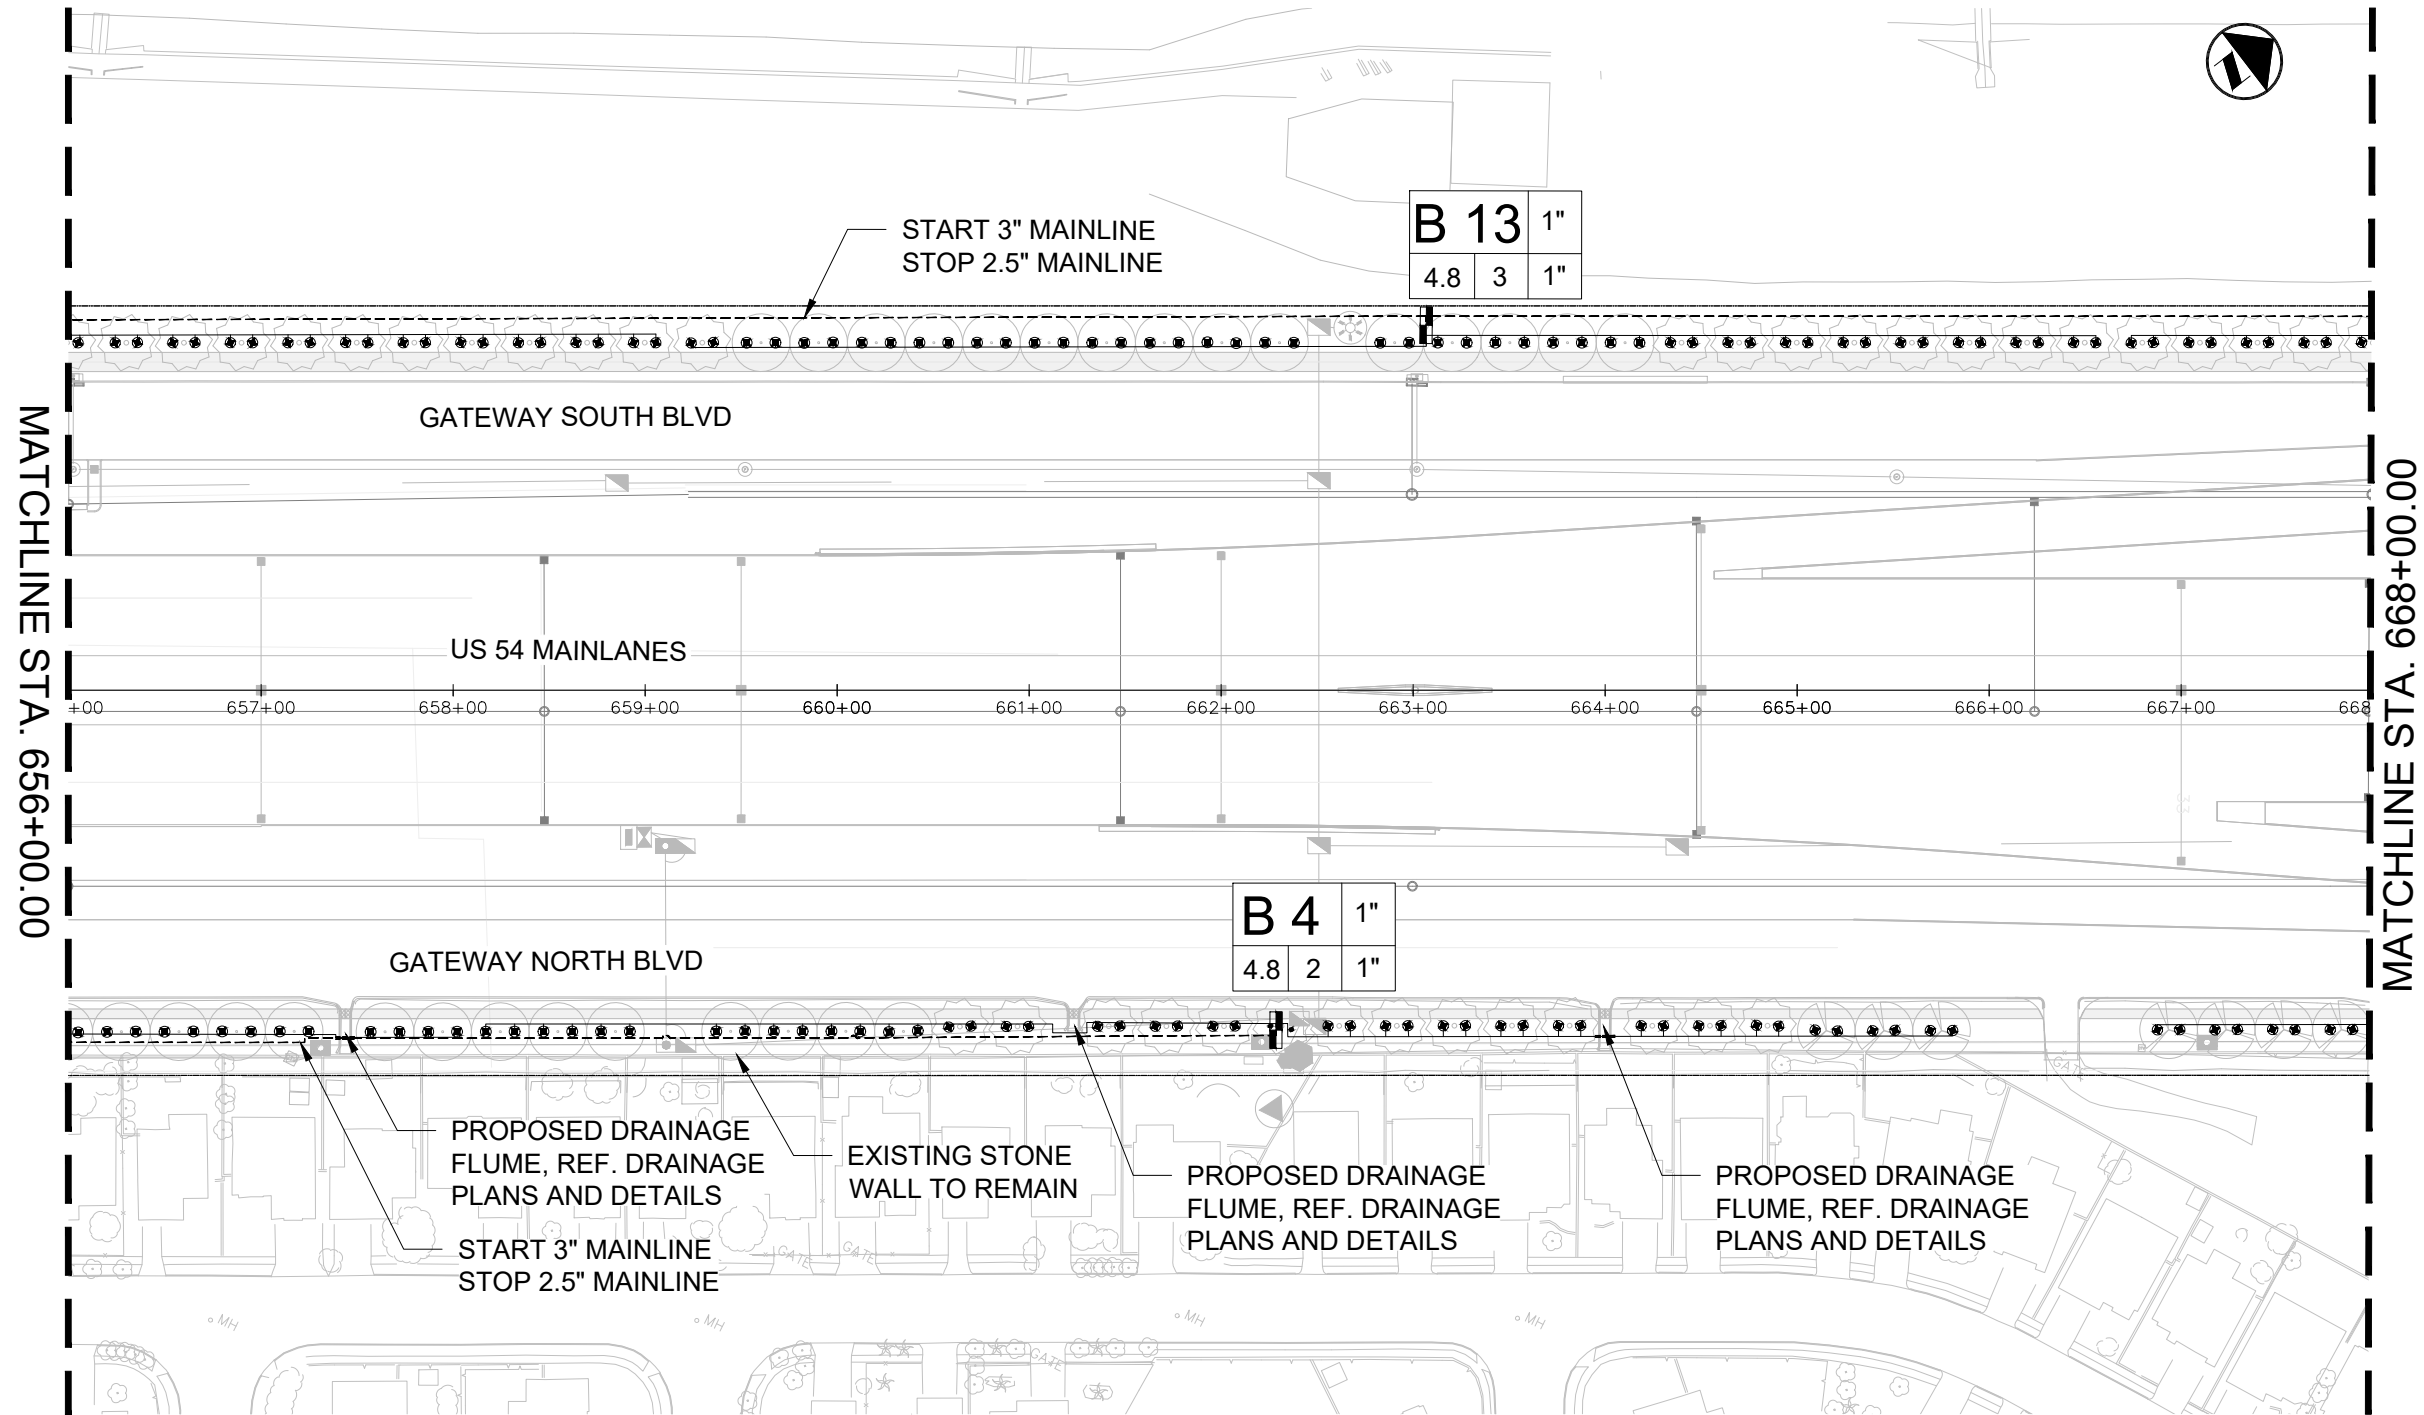 START 3" MAINLINE
STOP 2.5" MAINLINE
B 13 1"
4.8 3 1"
GATEWAY SOUTH BLVD
MATCHLINE STA. 656+00.00
MATCHLINE STA. 668+00.00
US 54 MAINLANES
+00 657+00 658+00 659+00 660+00 661+00 662+00 663+00 664+00 665+00 666+00 667+00 668
B 4 1"
4.8 2 1"
GATEWAY NORTH BLVD
GATE
PROPOSED DRAINAGE
FLUME, REF. DRAINAGE
PLANS AND DETAILS
EXISTING STONE
WALL TO REMAIN
PROPOSED DRAINAGE
FLUME, REF. DRAINAGE
PLANS AND DETAILS
PROPOSED DRAINAGE
FLUME, REF. DRAINAGE
PLANS AND DETAILS
START 3" MAINLINE
STOP 2.5" MAINLINE
GATE
GATE
MH
MH
MH
MH
GATE